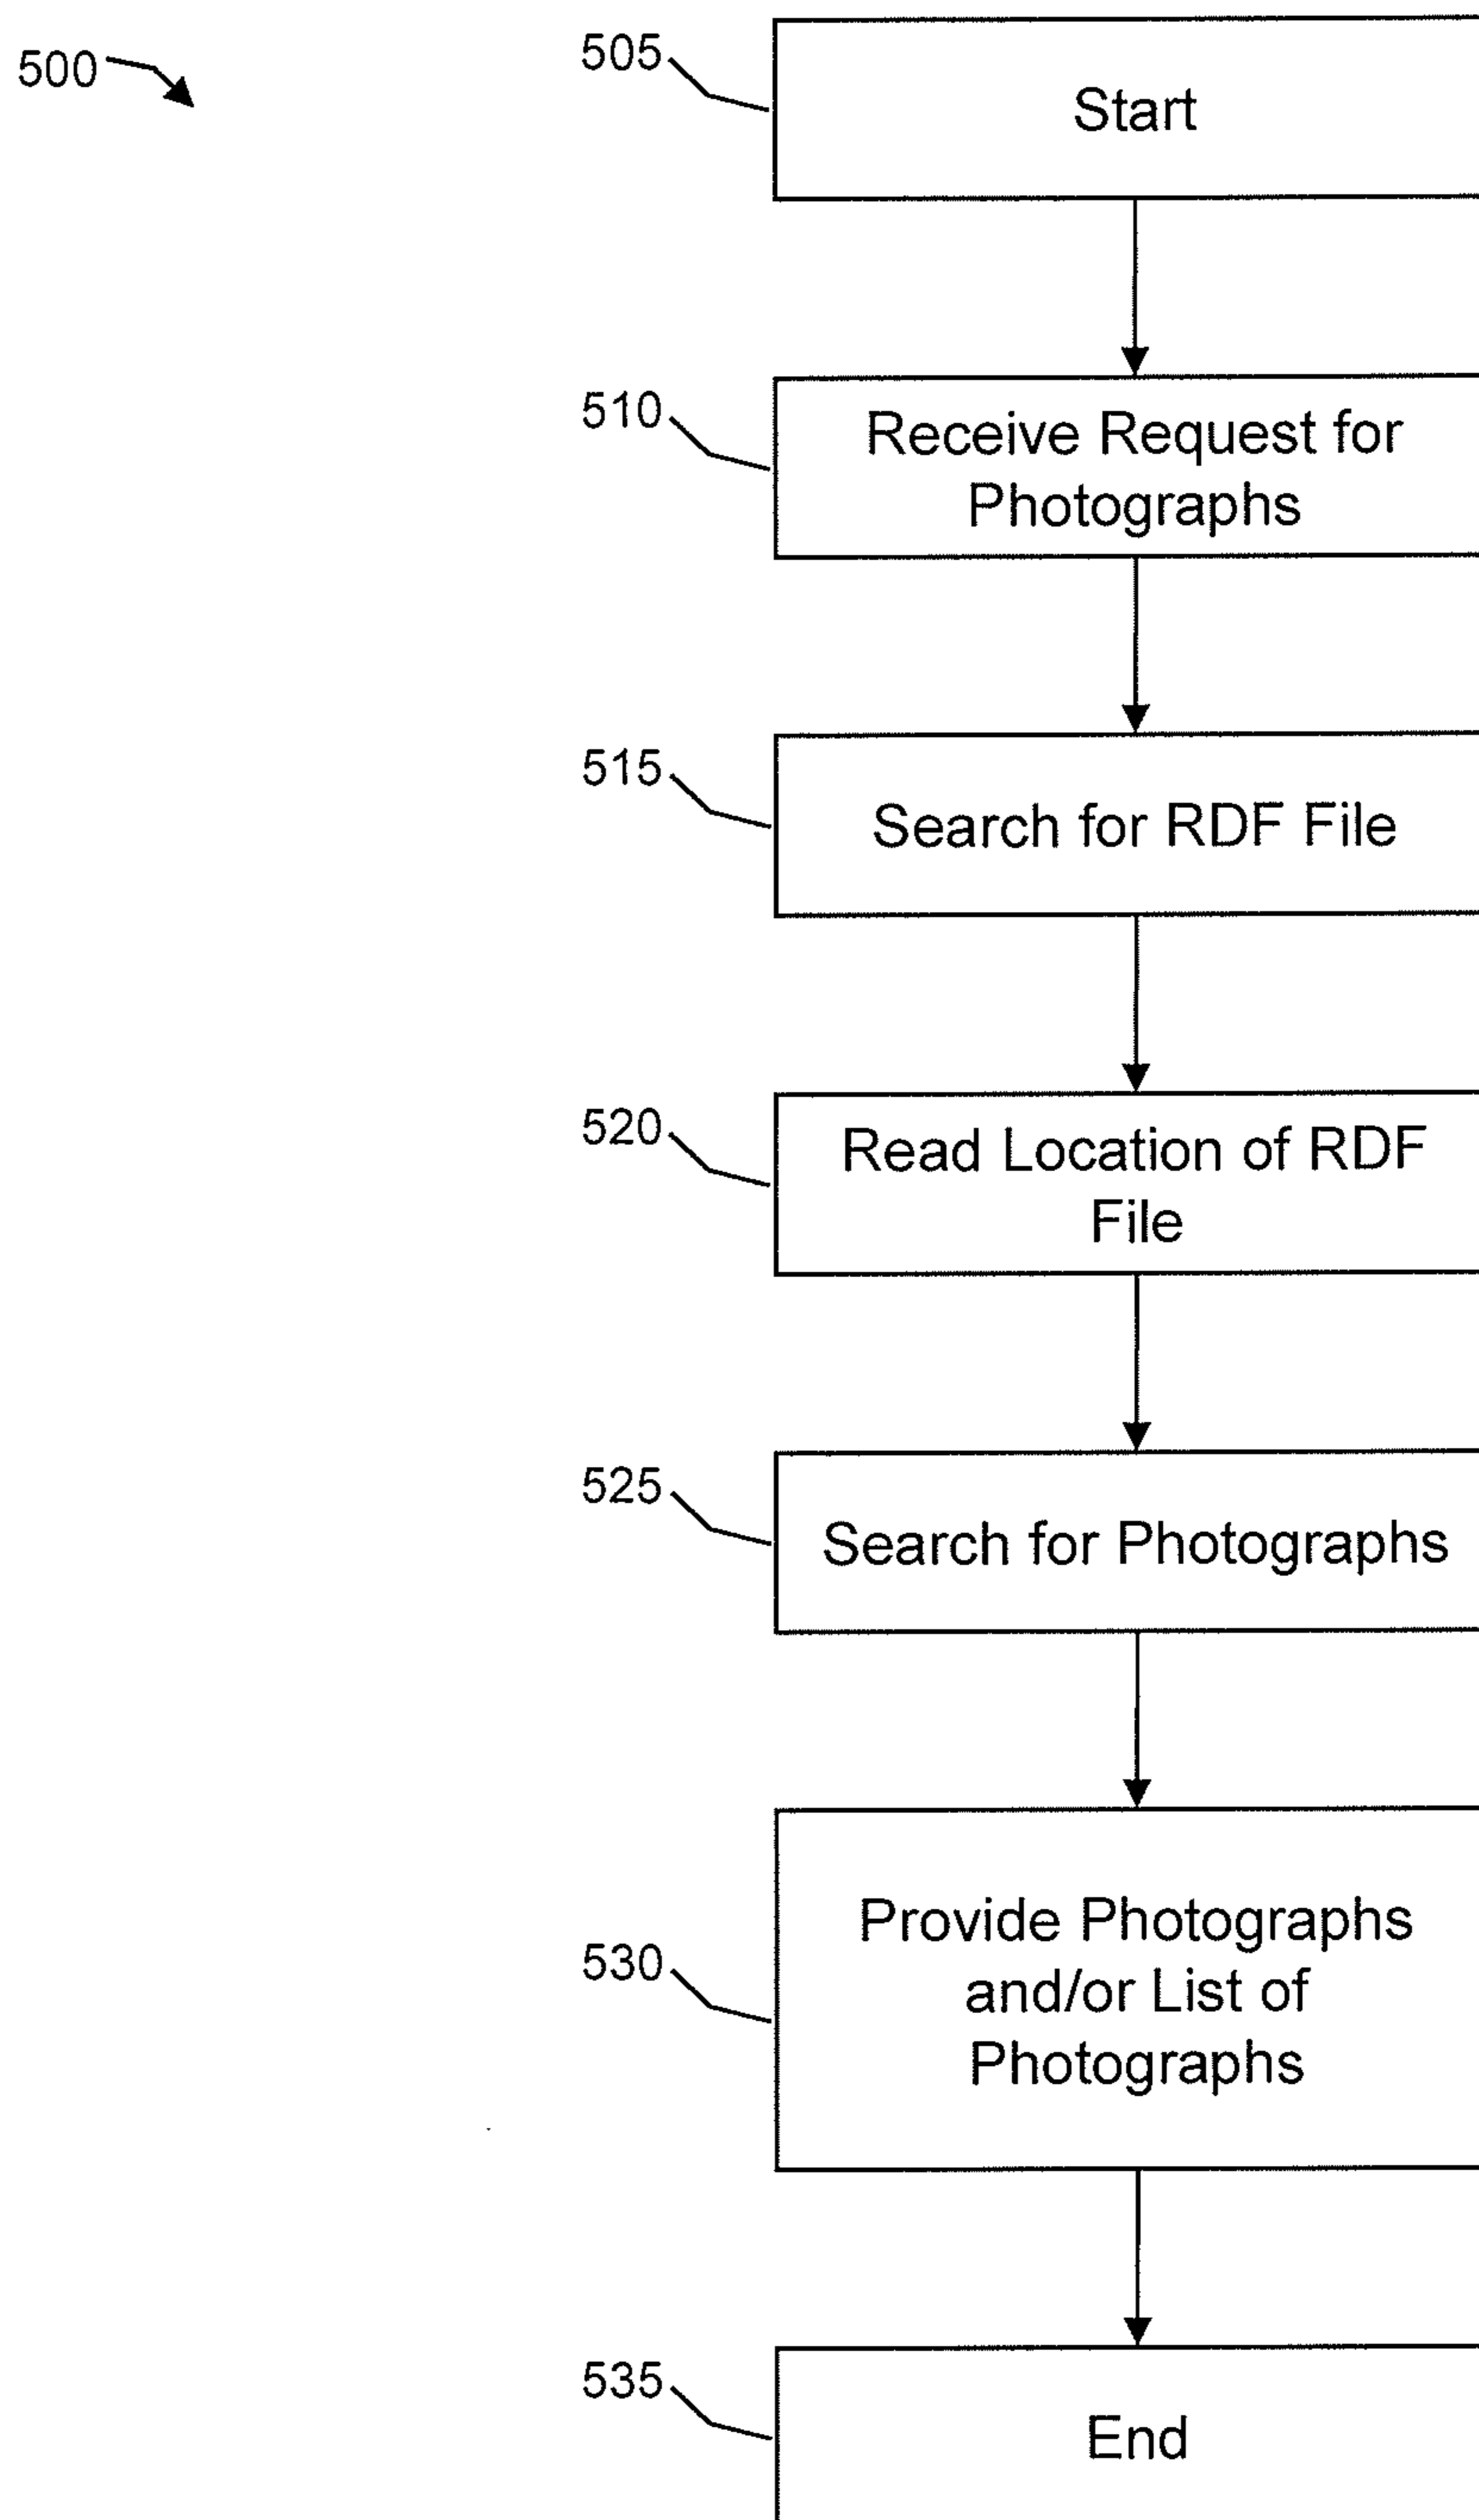 500
505
Start
510
Receive Request for
Photographs
515
Search for RDF File
520
Read Location of RDF
File
525
Search for Photographs
530
Provide Photographs
and/or List of
Photographs
535
End